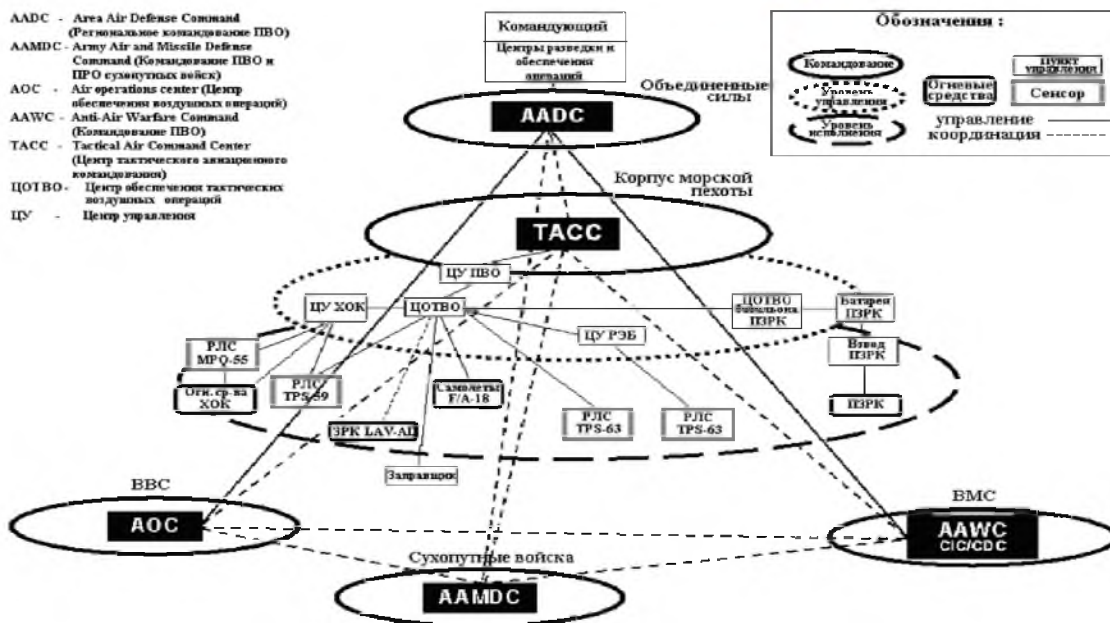 AADC - Area Air Defense Command
(Региональное командование ПВО)
AAMDC - Army Air and Missile Defense
Command (Командование ПВО и
ПРО сухопутных войск)
AOC - Air operations center (Центр
обеспечения воздушных операций)
AAWC - Anti-Air Warfare Command
(Командование ПВО)
TACC - Tactical Air Command Center
(Центр тактического авиационного
командования)
ЦОТВО - Центр обеспечения тактических
воздушных операций
ЦУ - Центр управления
Командующий
Центры разведки и
обеспечения
операций
Объединенные
силы
AADC
Обозначения :
Командование
Уровень
управления
Уровень
исполнения
Огневые
средства
Пункт
управления
Сенсор
управление
координация
Корпус морской
пехоты
TACC
ЦУ ПВО
ЦУ ХОК
ЦОТВО
ЦОТВО
батальона
ПЗРК
Батарея
ПЗРК
ЦУ РЭБ
Взвод
ПЗРК
РЛС
MPQ-55
Огн. ср-ва
ХОК
РЛС
TPS-59
Самолеты
F/A-18
ПЗРК
ЗРК LAV-AD
РЛС
TPS-63
РЛС
TPS-63
Заправщик
ВВС
AOC
ВМС
AAWC
CIC/CDC
Сухопутные войска
AAMDC